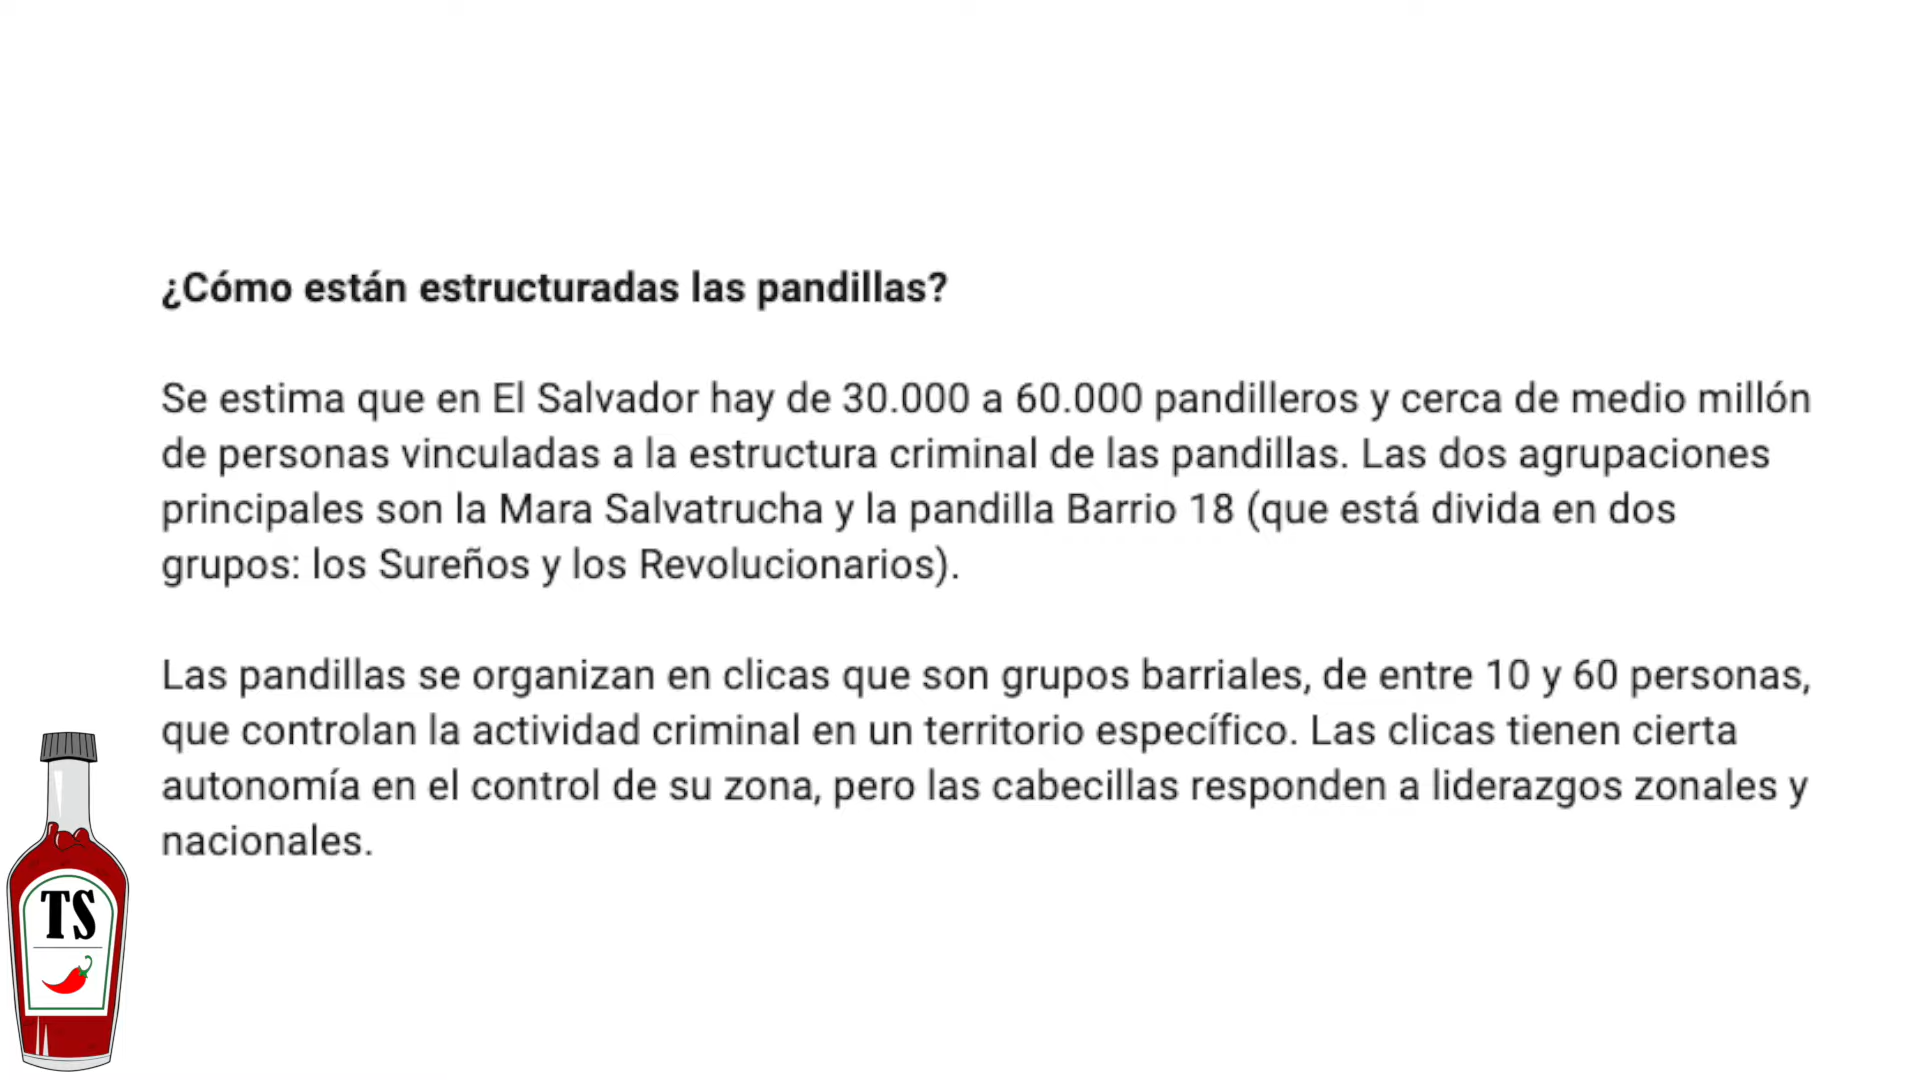 ¿Cómo están estructuradas las pandillas?
Se estima que en El Salvador hay de 30.000 a 60.000 pandilleros y cerca de medio millón
de personas vinculadas a la estructura criminal de las pandillas. Las dos agrupaciones
principales son la Mara Salvatrucha y la pandilla Barrio 18 (que está divida en dos
grupos: los Sureños y los Revolucionarios).
Las pandillas se organizan en clicas que son grupos barriales, de entre 10 y 60 personas,
que controlan la actividad criminal en un territorio específico. Las clicas tienen cierta
autonomía en el control de su zona, pero las cabecillas responden a liderazgos zonales y
nacionales.
TS